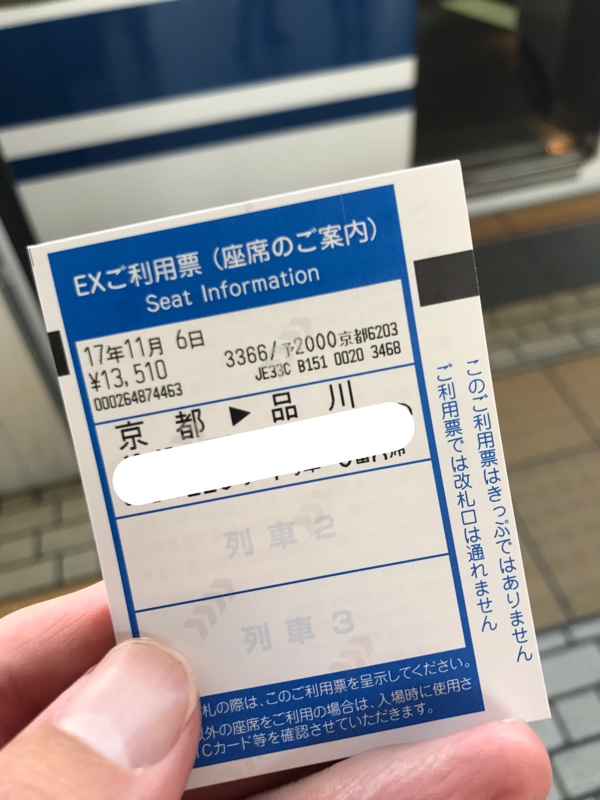 EXご利用票（座席のご案内）
Seat Information
17年11月 6日
¥13,510
000264874463
3366/予2000京都6203
JE33C B151 0020 3468
京都 ▶ 品川
列車2
列車3
札の際は、このご利用票を呈示してください。
以外の座席をご利用の場合は、入場時に使用さ
Cカード等を確認させていただきます。
このご利用票はきっぷではありません
ご利用票では改札口は通れません